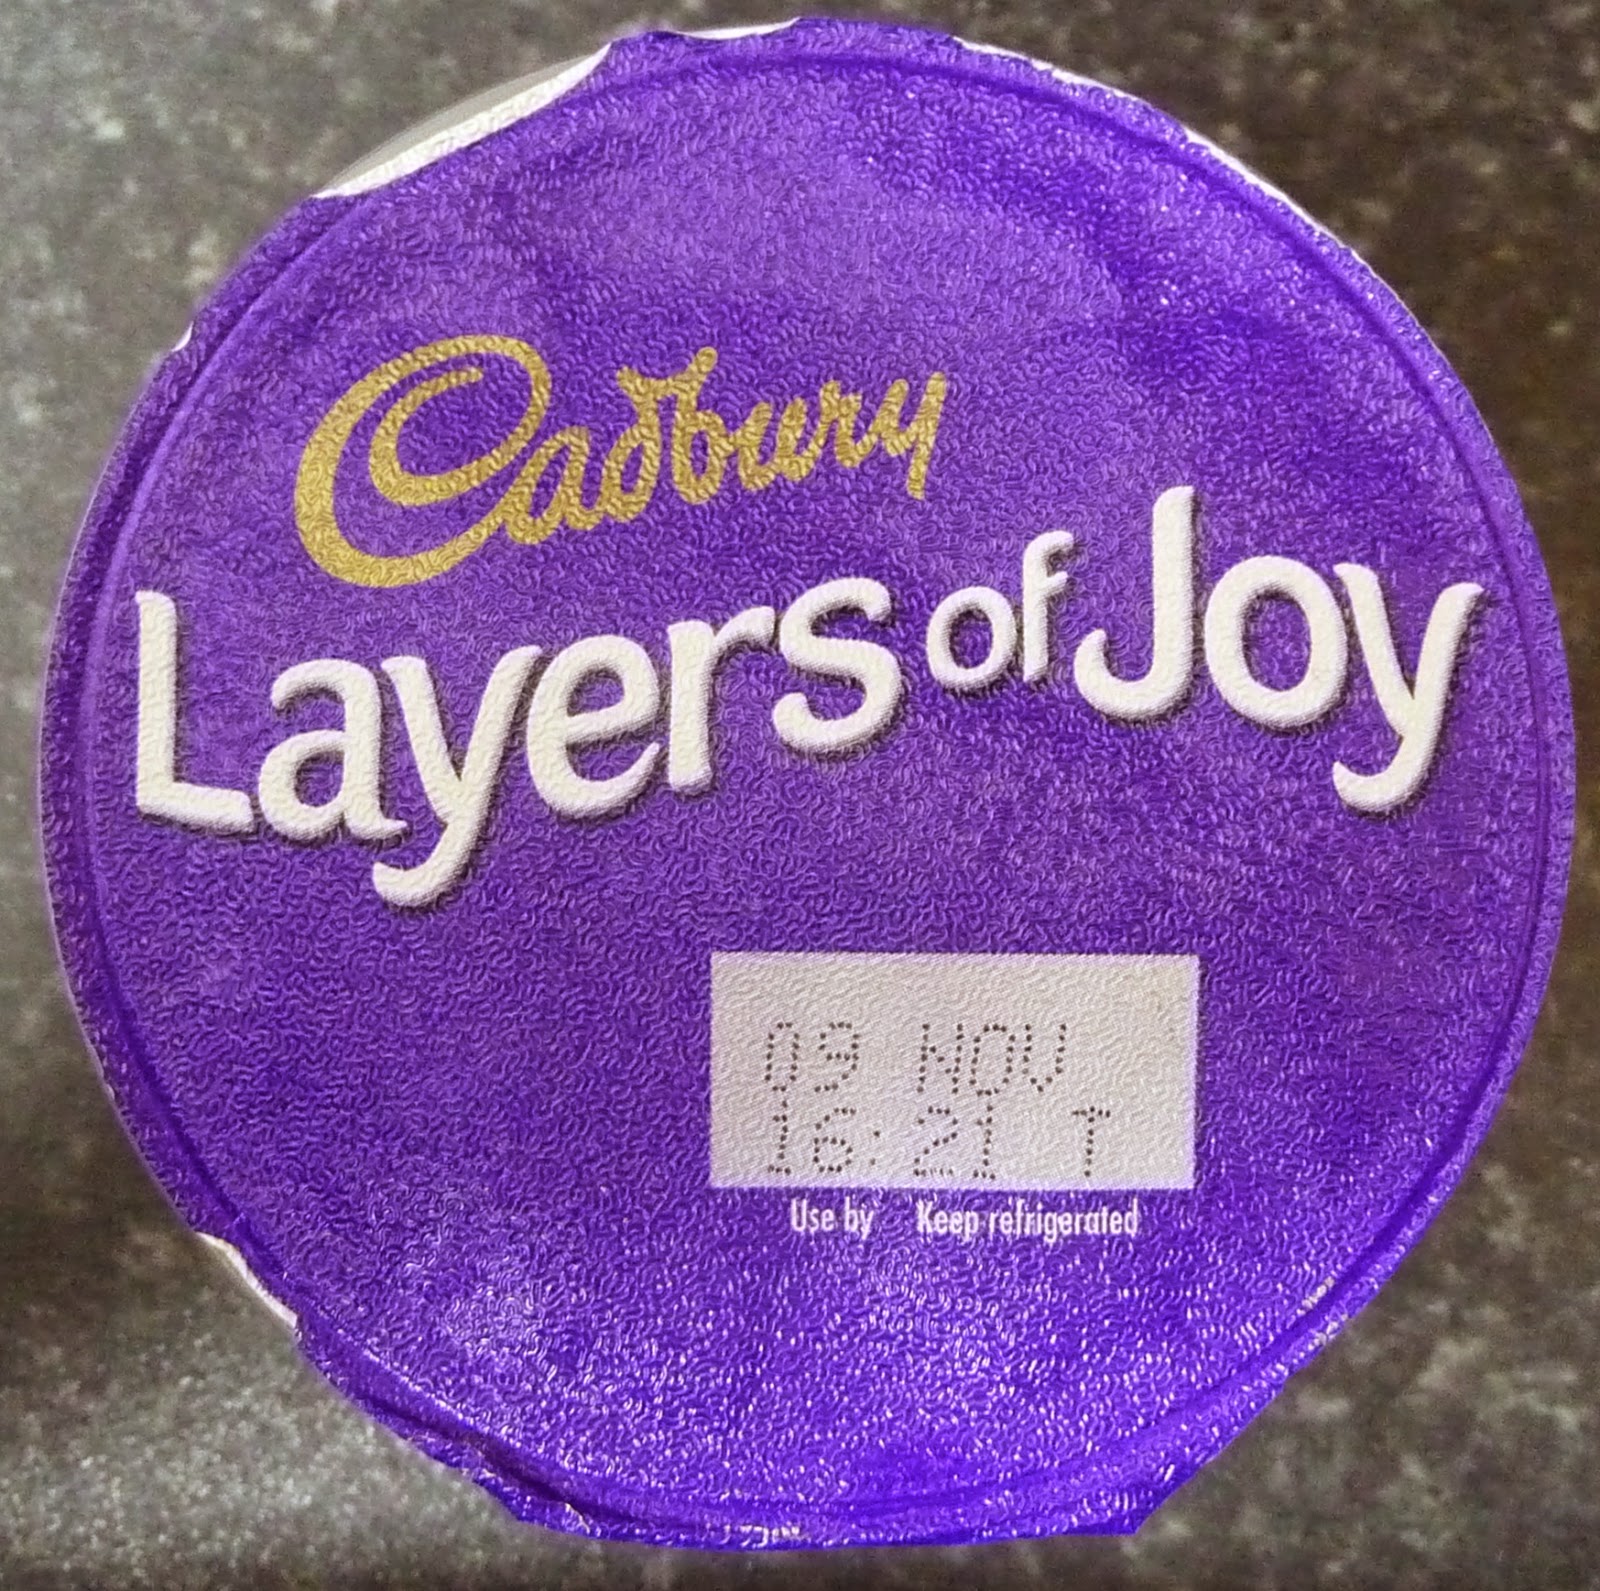 Cadbury
Layers of Joy
09 NOV
16:21 T
Use by Keep refrigerated